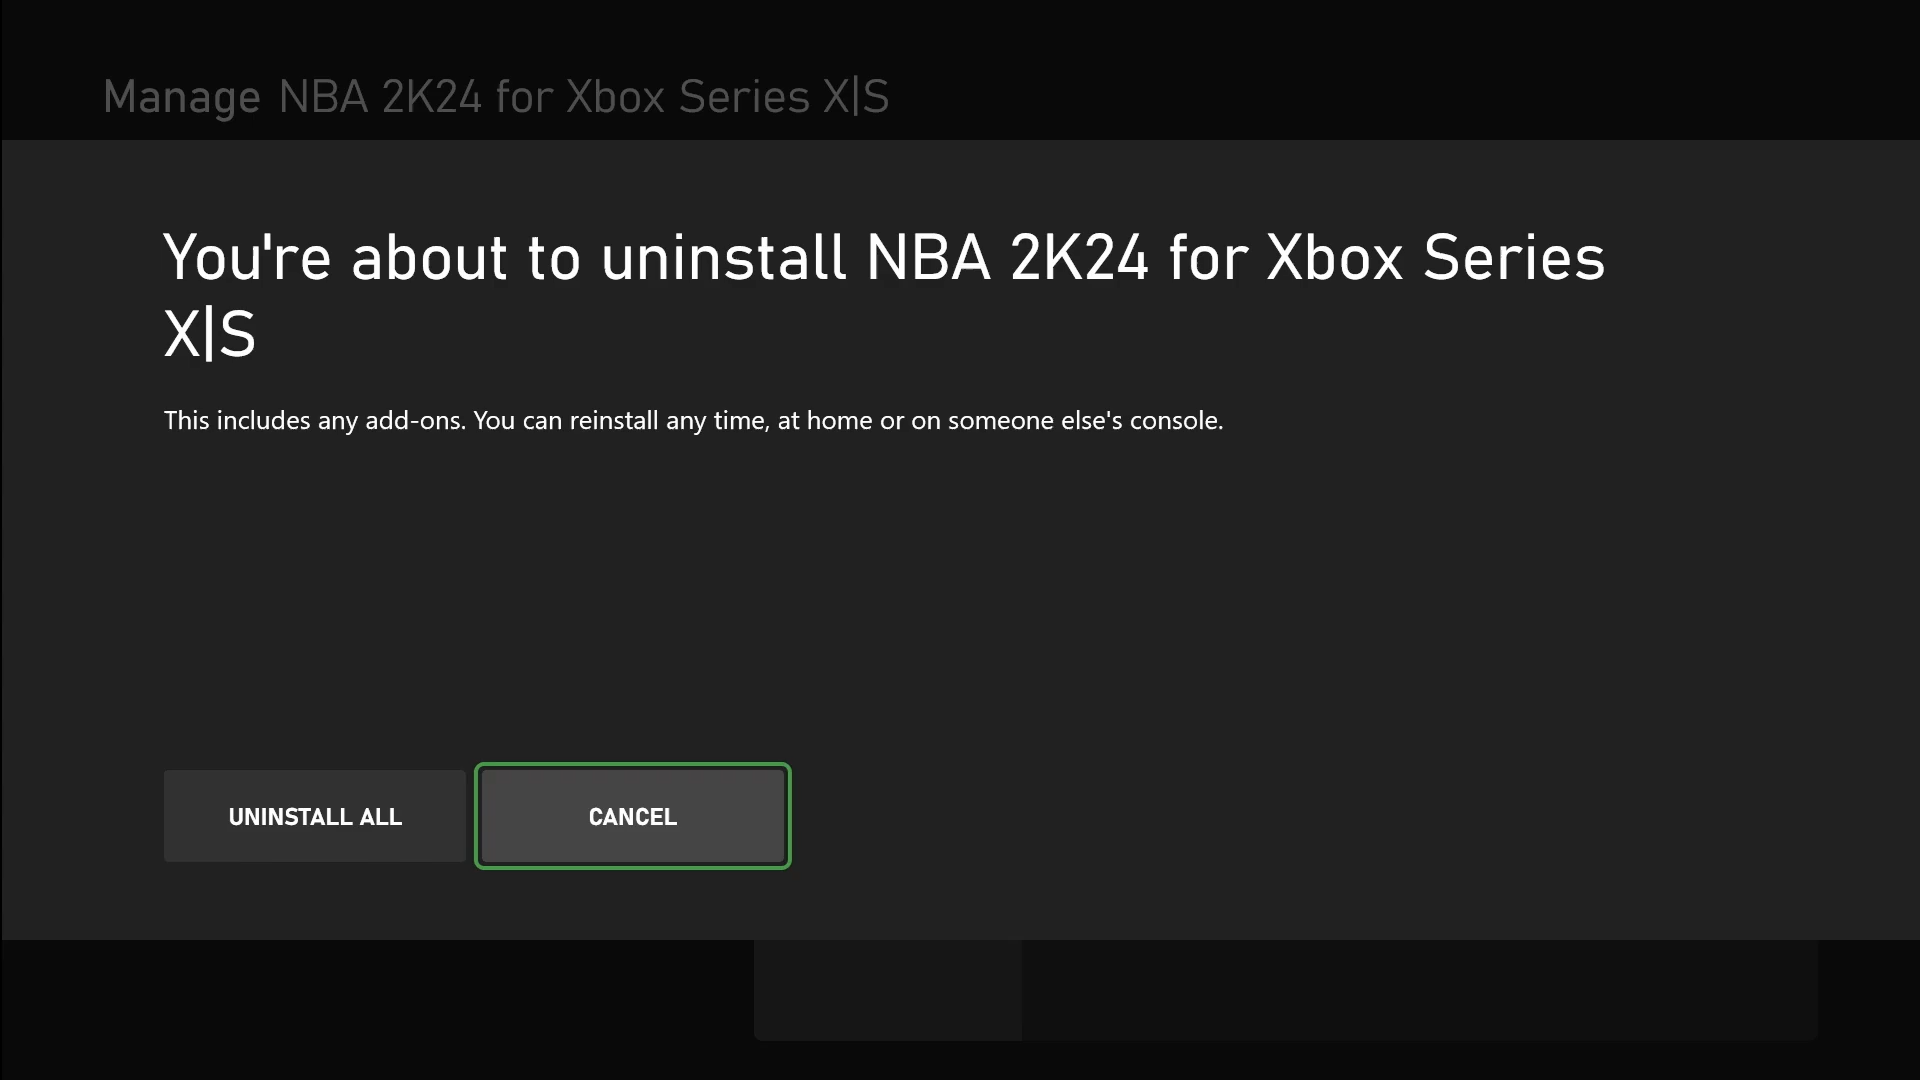 Manage NBA 2K24 for Xbox Series X|S
You're about to uninstall NBA 2K24 for Xbox Series
X|S
This includes any add-ons. You can reinstall any time, at home or on someone else's console.
UNINSTALL ALL
CANCEL